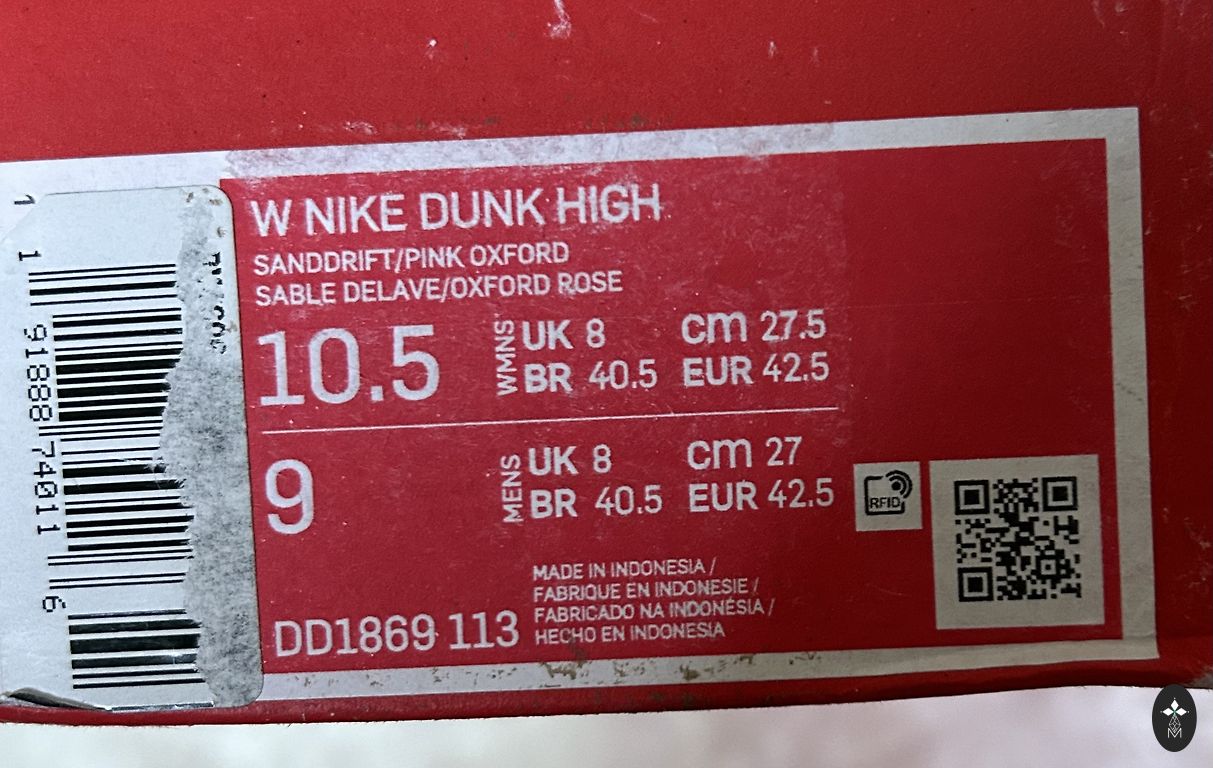 W NIKE DUNK HIGH
SANDDRIFT/PINK OXFORD
SABLE DELAVE/OXFORD ROSE
10.5 WMNS UK 8 cm 27.5
BR 40.5 EUR 42.5
9 MENS UK 8 cm 27
BR 40.5 EUR 42.5
RFID
MADE IN INDONESIA /
FABRIQUE EN INDONESIE /
FABRICADO NA INDONÉSIA /
HECHO EN INDONESIA
DD1869 113
1 91888 74011 6
1
M